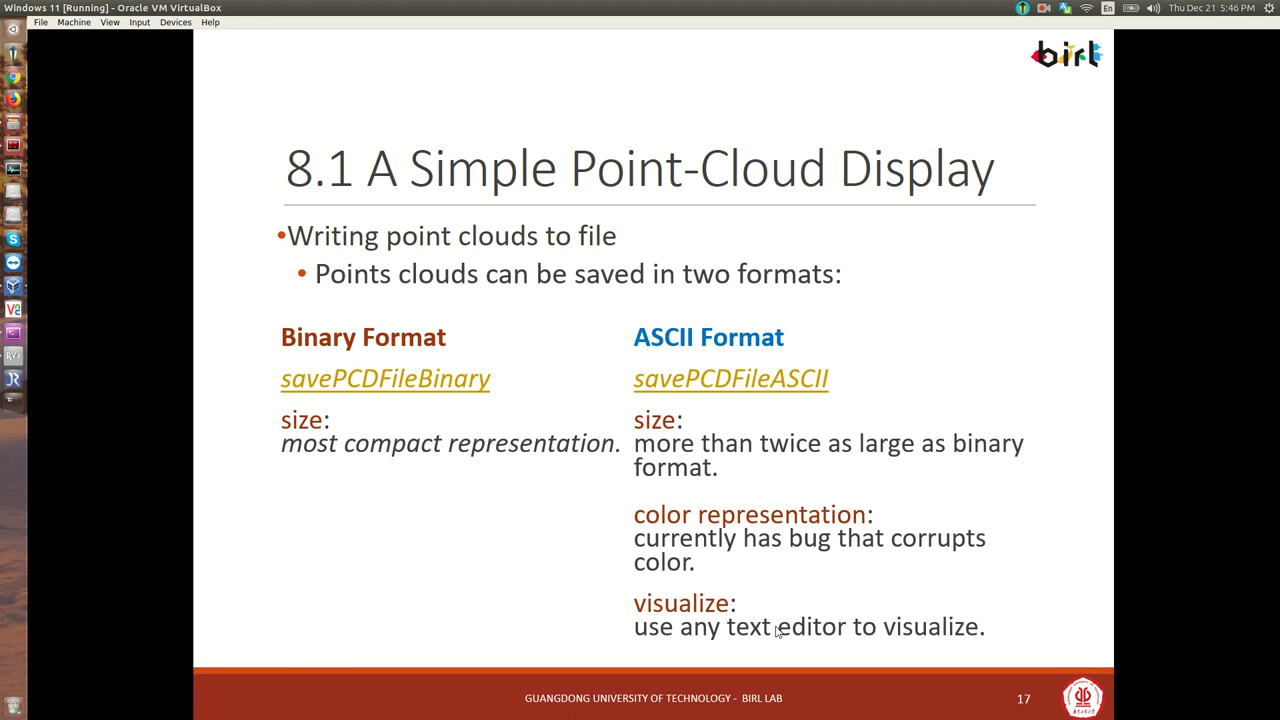 Windows 11 [Running] - Oracle VM VirtualBox
En
Thu Dec 21 5:46 PM
File Machine View Input Devices Help
birl
8.1 A Simple Point-Cloud Display
•Writing point clouds to file
• Points clouds can be saved in two formats:
Binary Format
savePCDFileBinary
size:
most compact representation.
ASCII Format
savePCDFileASCII
size:
more than twice as large as binary
format.
color representation:
currently has bug that corrupts
color.
visualize:
use any text editor to visualize.
GUANGDONG UNIVERSITY OF TECHNOLOGY - BIRL LAB
17